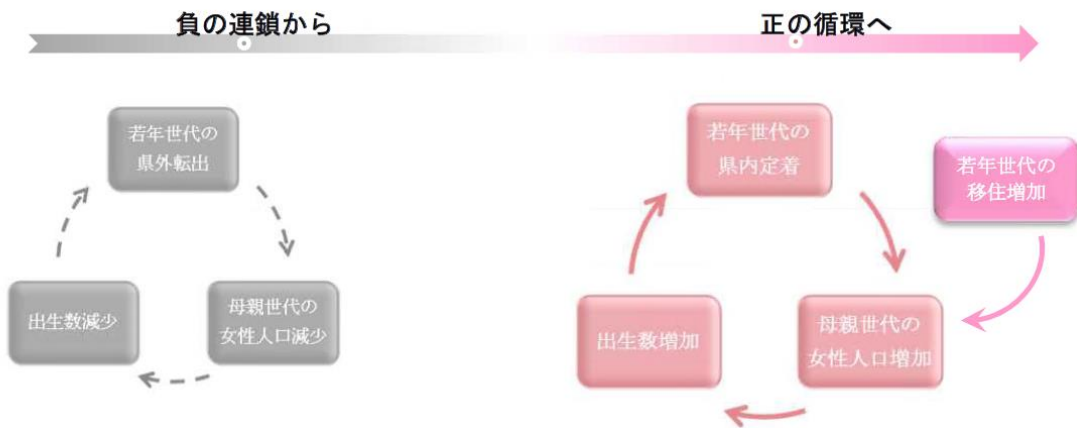 負の連鎖から
正の循環へ
若年世代の
県外転出
出生数減少
母親世代の
女性人口減少
若年世代の
県内定着
若年世代の
移住増加
出生数増加
母親世代の
女性人口増加